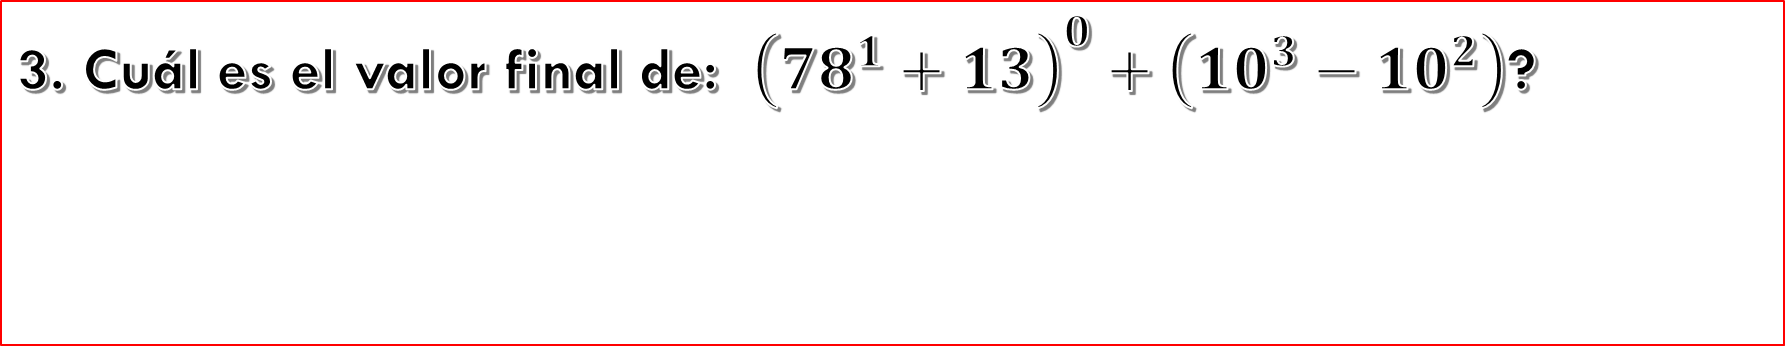 3. Cuál es el valor final de: (78¹ + 13)⁰ + (10³ − 10²)?